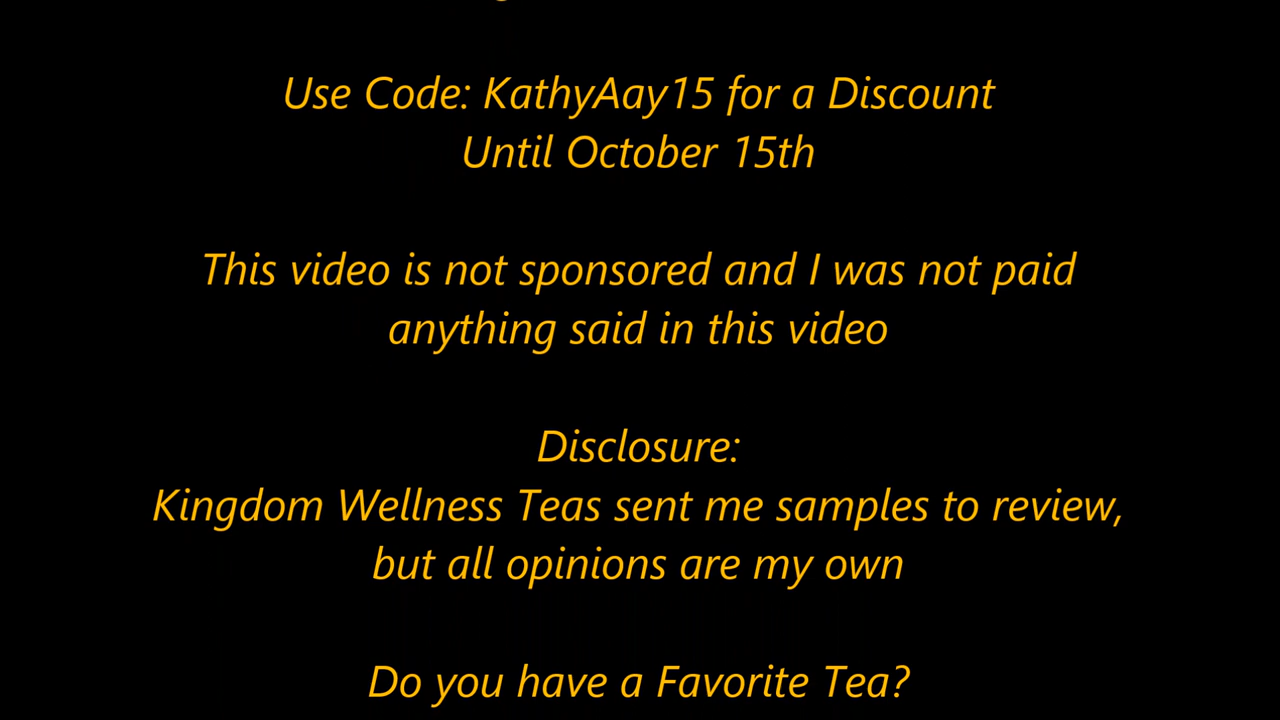 Use Code: KathyAay15 for a Discount
Until October 15th
This video is not sponsored and I was not paid
anything said in this video
Disclosure:
Kingdom Wellness Teas sent me samples to review,
but all opinions are my own
Do you have a Favorite Tea?